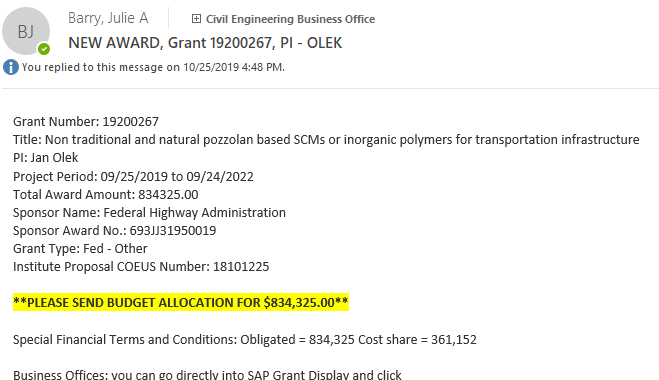 BJ
Barry, Julie A
Civil Engineering Business Office
NEW AWARD, Grant 19200267, PI - OLEK
You replied to this message on 10/25/2019 4:48 PM.
Grant Number: 19200267
Title: Non traditional and natural pozzolan based SCMs or inorganic polymers for transportation infrastructure
PI: Jan Olek
Project Period: 09/25/2019 to 09/24/2022
Total Award Amount: 834325.00
Sponsor Name: Federal Highway Administration
Sponsor Award No.: 693JJ31950019
Grant Type: Fed - Other
Institute Proposal COEUS Number: 18101225
**PLEASE SEND BUDGET ALLOCATION FOR $834,325.00**
Special Financial Terms and Conditions: Obligated = 834,325 Cost share = 361,152
Business Offices: you can go directly into SAP Grant Display and click